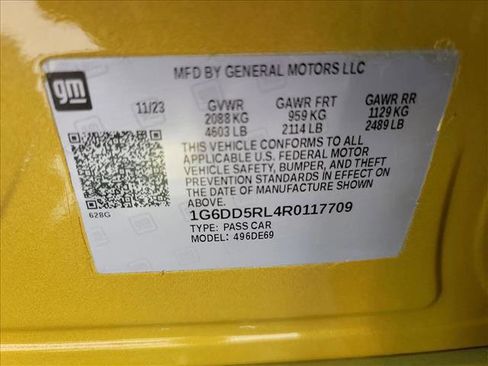 gm
MFD BY GENERAL MOTORS LLC
11/23 GVWR GAWR FRT GAWR RR
2088 KG 959 KG 1129 KG
4603 LB 2114 LB 2489 LB
THIS VEHICLE CONFORMS TO ALL
APPLICABLE U.S. FEDERAL MOTOR
VEHICLE SAFETY, BUMPER, AND THEFT
PREVENTION STANDARDS IN EFFECT ON
THE DATE OF MANUFACTURE SHOWN
ABOVE.
628G
1G6DD5RL4R0117709
TYPE: PASS CAR
MODEL: 496DE69